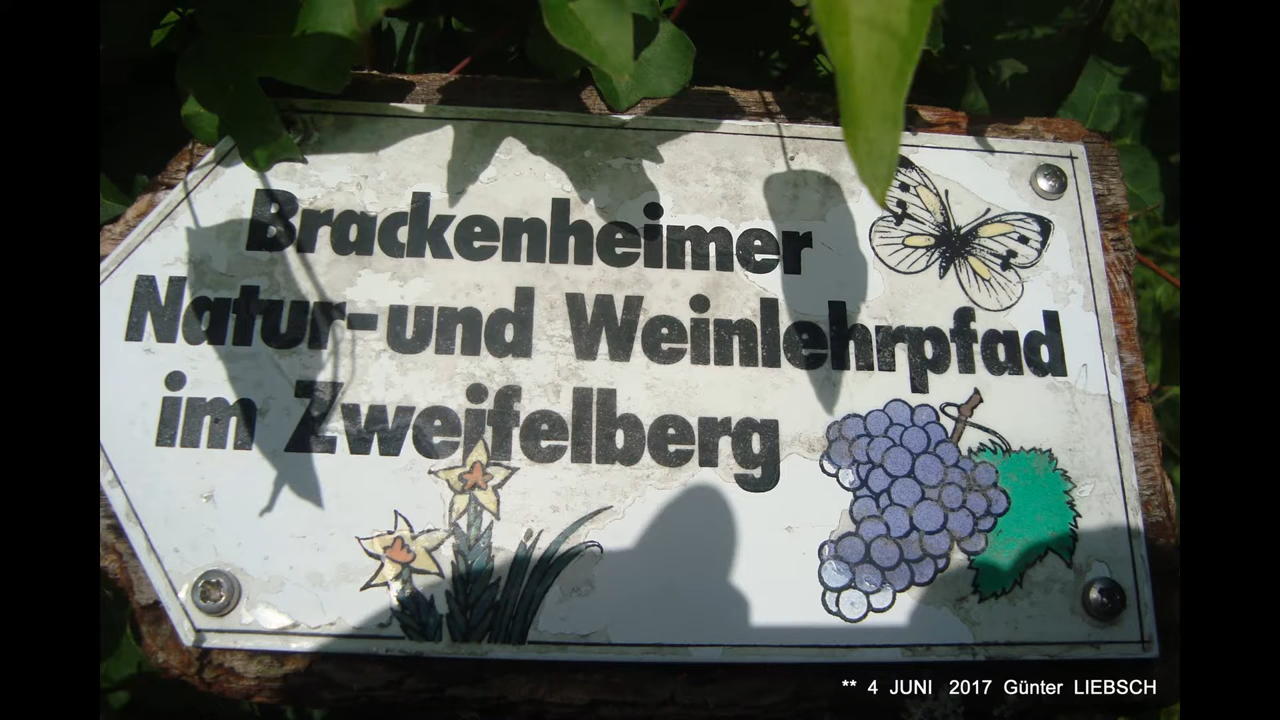 Brackenheimer
Natur-und Weinlehrpfad
im Zweifelberg
** 4 JUNI 2017 Günter LIEBSCH